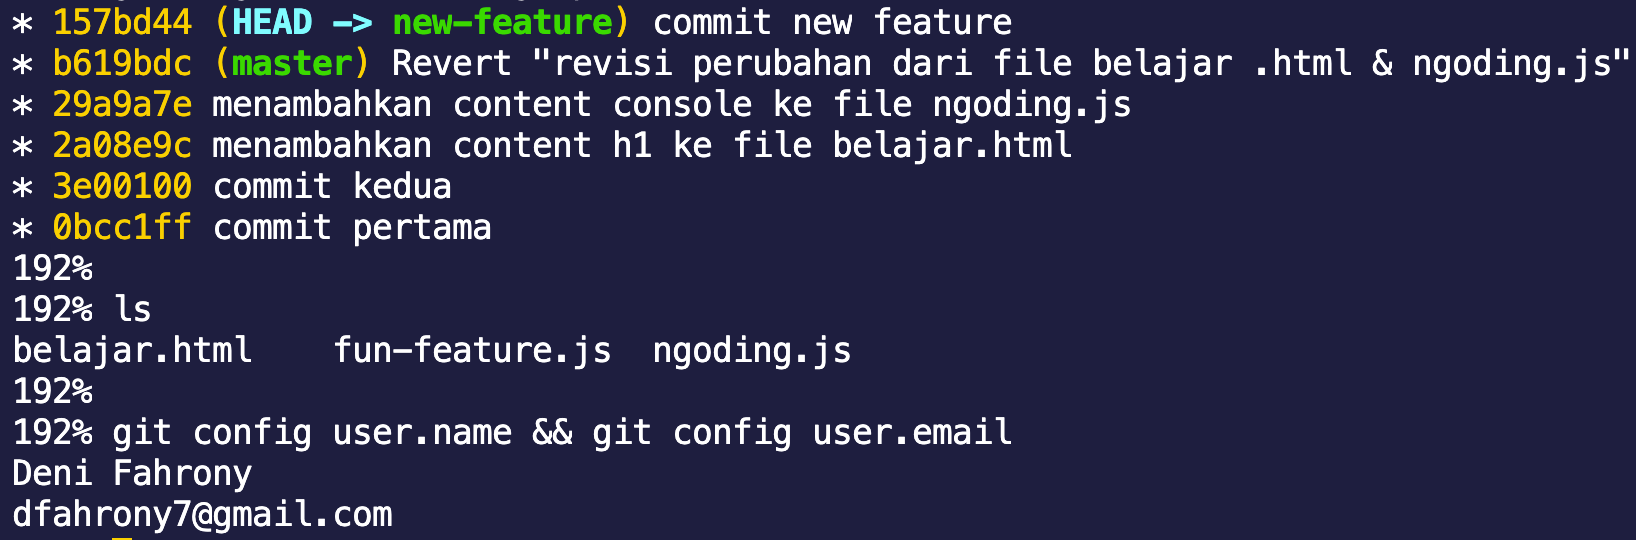 * 157bd44 (HEAD -> new-feature) commit new feature
* b619bdc (master) Revert "revisi perubahan dari file belajar .html & ngoding.js"
* 29a9a7e menambahkan content console ke file ngoding.js
* 2a08e9c menambahkan content h1 ke file belajar.html
* 3e00100 commit kedua
* 0bcc1ff commit pertama
192%
192% ls
belajar.html    fun-feature.js  ngoding.js
192%
192% git config user.name && git config user.email
Deni Fahrony
dfahrony7@gmail.com